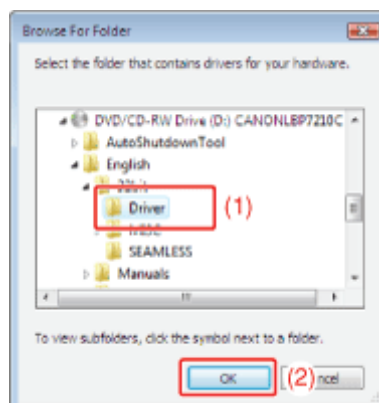 Browse For Folder
Select the folder that contains drivers for your hardware.
DVD/CD-RW Drive (D:) CANONLBP7210C
AutoShutdownTool
English
Driver
(1)
SEAMLESS
Manuals
To view subfolders, click the symbol next to a folder.
OK
(2)